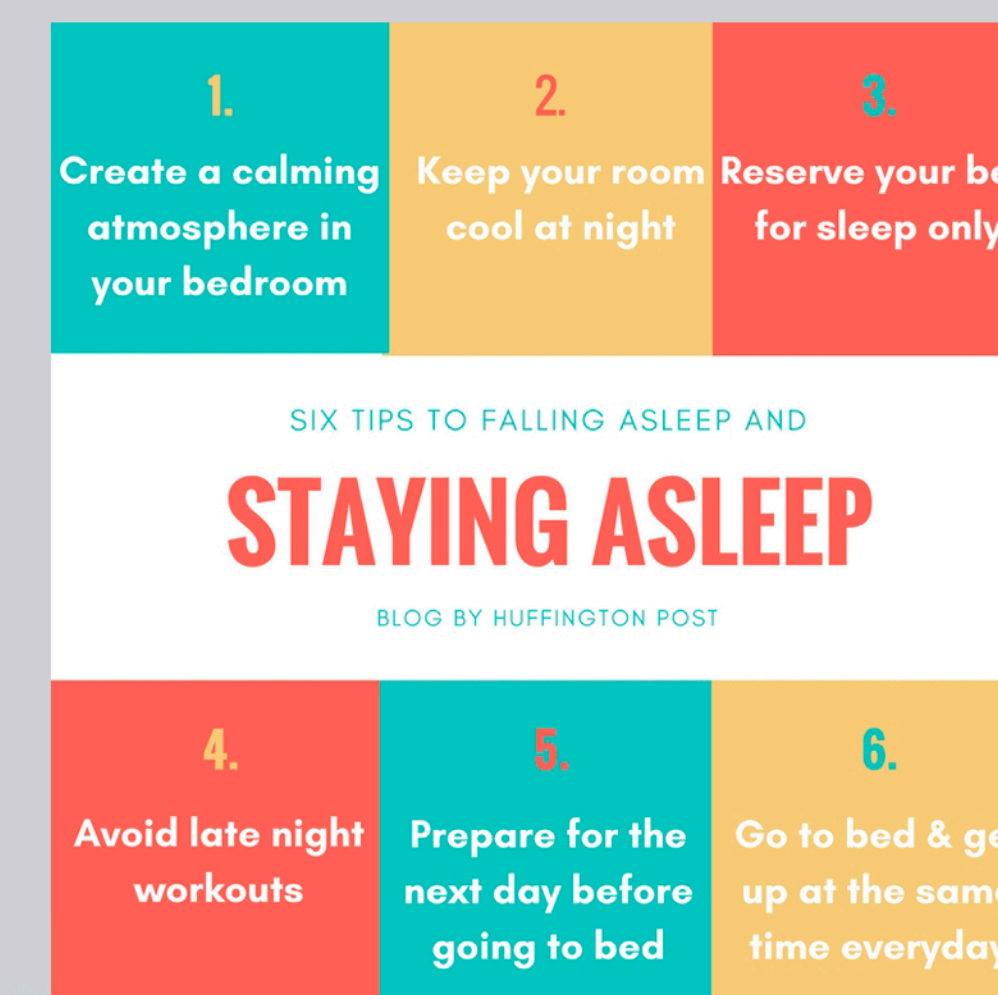 1.
Create a calming
atmosphere in
your bedroom
2.
Keep your room
cool at night
3.
Reserve your
for sleep only
SIX TIPS TO FALLING ASLEEP AND
STAYING ASLEEP
BLOG BY HUFFINGTON POST
4.
Avoid late night
workouts
5.
Prepare for the
next day before
going to bed
6.
Go to bed &
up at the
time everyday